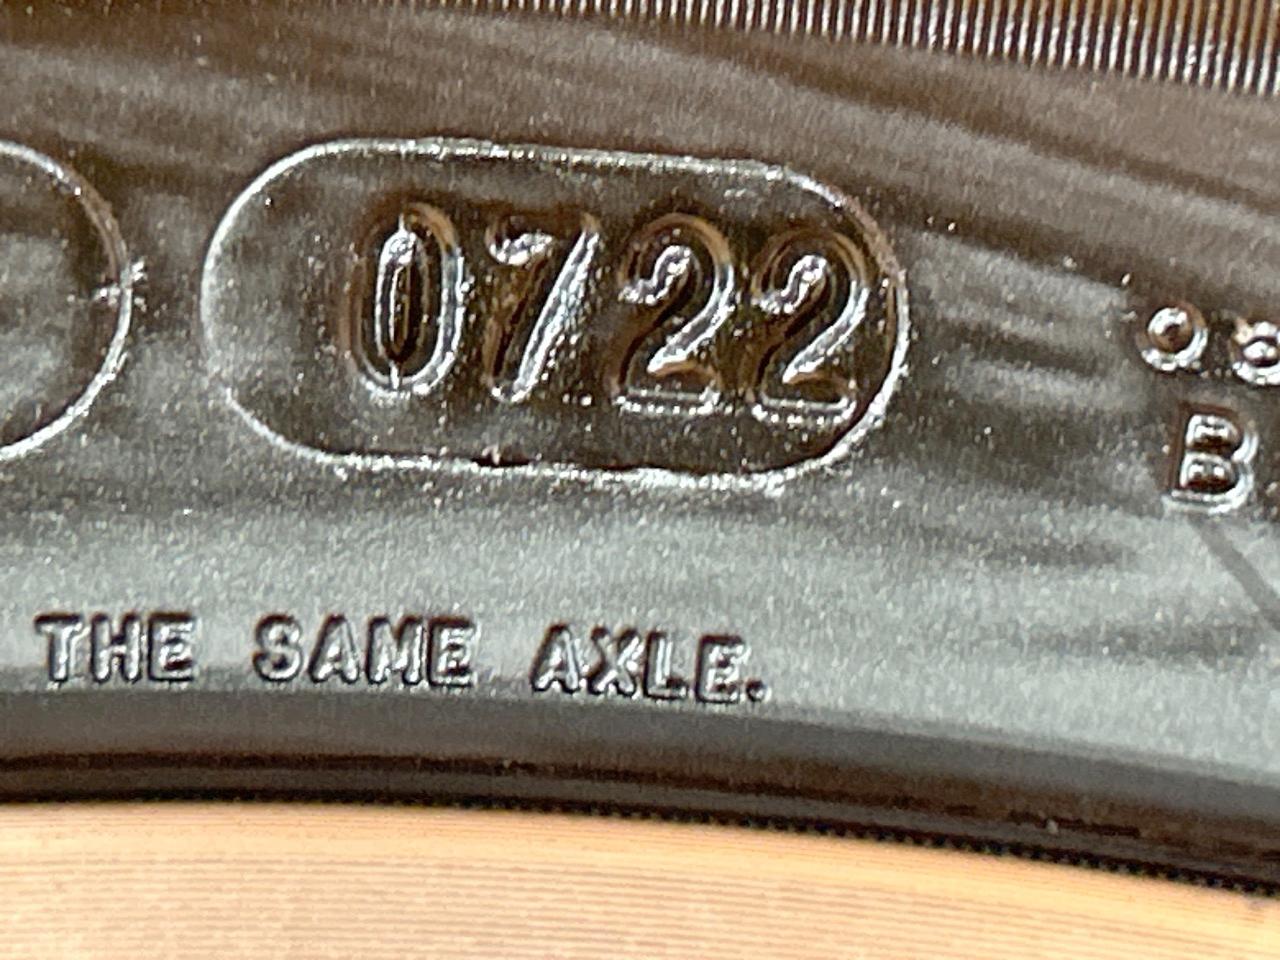 0722
B
THE SAME AXLE.